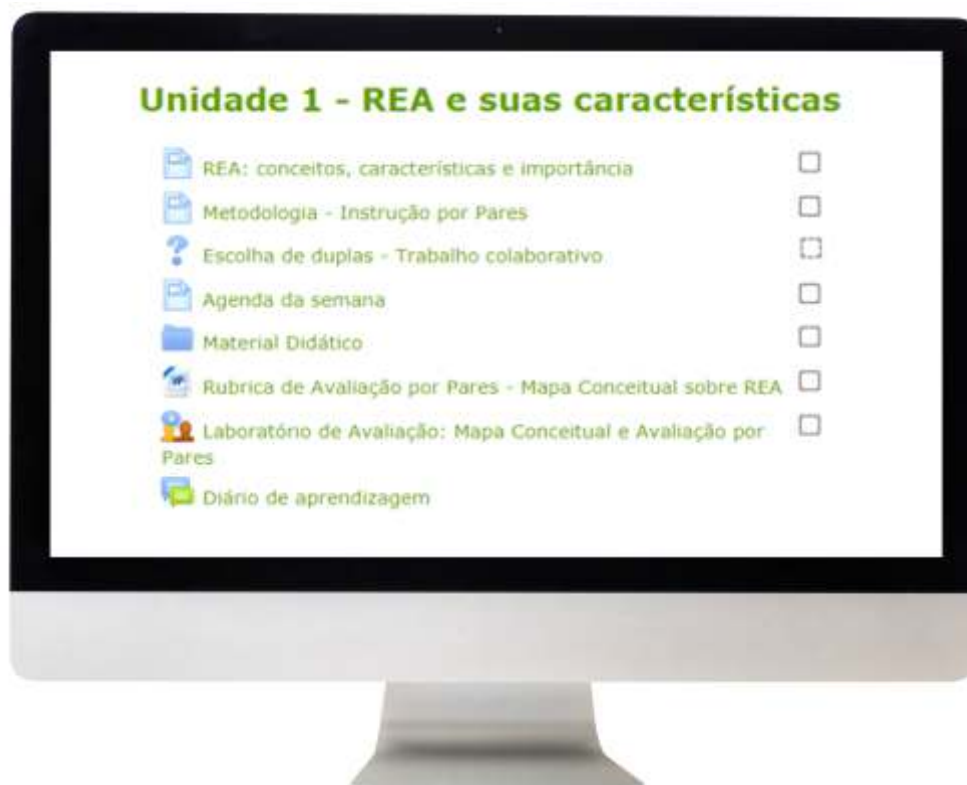 Unidade 1 - REA e suas características
REA: conceitos, características e importância
Metodologia - Instrução por Pares
Escolha de duplas - Trabalho colaborativo
Agenda da semana
Material Didático
Rubrica de Avaliação por Pares - Mapa Conceitual sobre REA
Laboratório de Avaliação: Mapa Conceitual e Avaliação por
Pares
Diário de aprendizagem